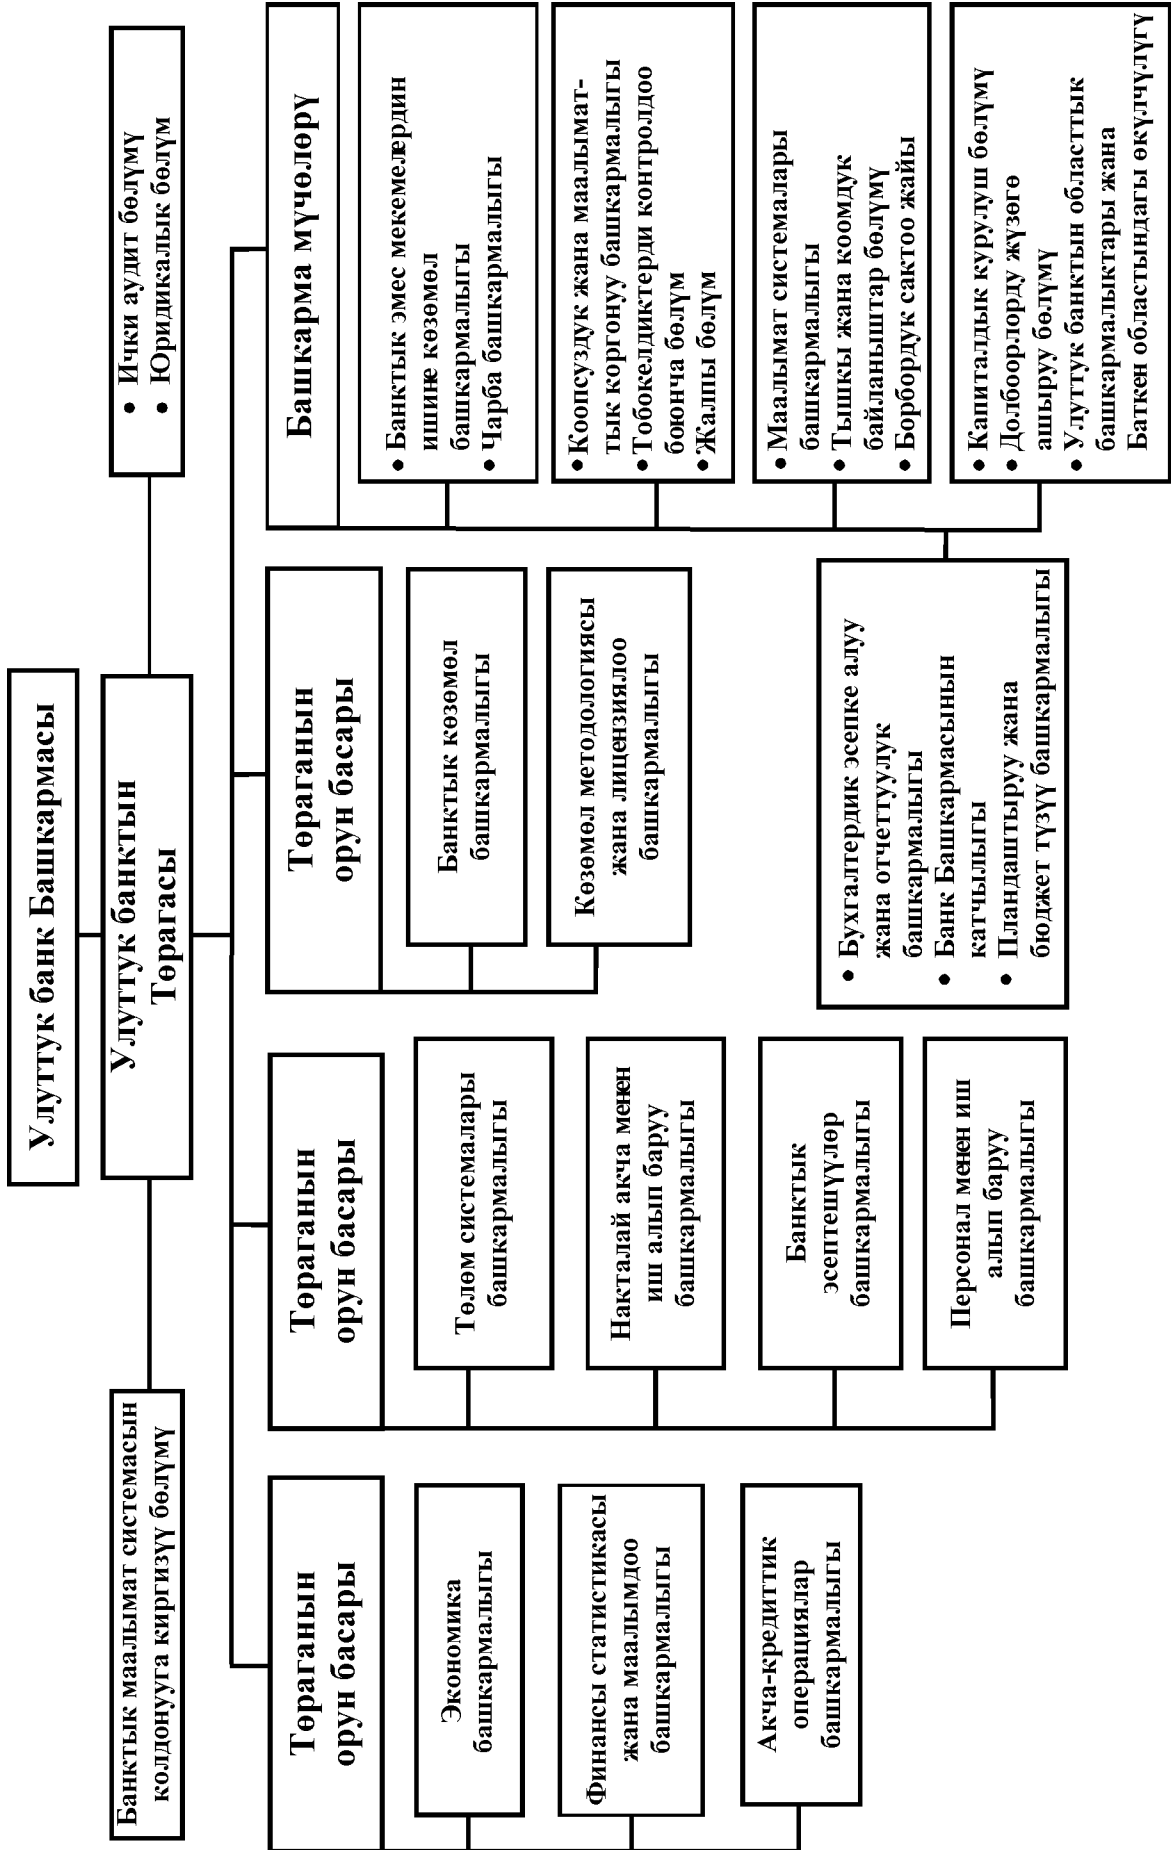 Улуттук банк Башкармасы
Банктык маалымат системасын
колдонууга киргизүү бөлүмү
Улуттук банктын
Төрагасы
• Ички аудит бөлүмү
• Юридикалык бөлүм
Төраганын
орун басары
Экономика
башкармалыгы
Финансы статистикасы
жана маалымдоо
башкармалыгы
Акча-кредиттик
операциялар
башкармалыгы
Төраганын
орун басары
Төлөм системалары
башкармалыгы
Накталай акча менен
иш алып баруу
башкармалыгы
Банктык
эсептешүүлөр
башкармалыгы
Персонал менен иш
алып баруу
башкармалыгы
Төраганын
орун басары
Банктык көзөмөл
башкармалыгы
Көзөмөл методологиясы
жана лицензиялоо
башкармалыгы
Башкарма мүчөлөрү
• Банктык эмес мекемелердин
ишине көзөмөл
башкармалыгы
• Чарба башкармалыгы
• Коопсуздук жана маалымат-
тык коргонуу башкармалыгы
• Тобокелдиктерди контролдоо
боюнча бөлүм
• Жалпы бөлүм
• Маалымат системалары
башкармалыгы
• Тышкы жана коомдук
байланыштар бөлүмү
• Борбордук сактоо жайы
• Капиталдык курулуш бөлүмү
• Долбоорлорду жүзөгө
ашыруу бөлүмү
• Улуттук банктын областтык
башкармалыктары жана
Баткен областындагы өкүлчүлүгү
• Бухгалтердик эсепке алуу
жана отчеттуулук
башкармалыгы
• Банк Башкармасынын
катчылыгы
• Пландаштыруу жана
бюджет түзүү башкармалыгы